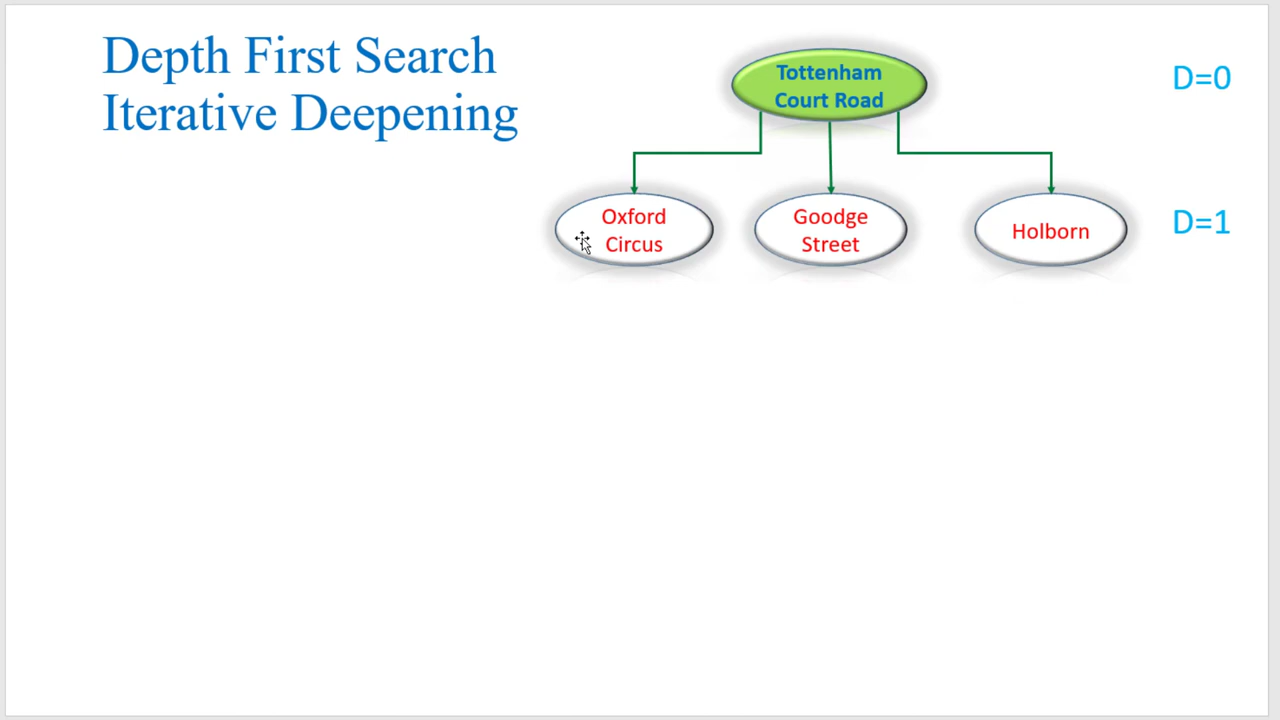 Depth First Search
Iterative Deepening
Tottenham
Court Road
D=0
Oxford
Circus
Goodge
Street
Holborn
D=1